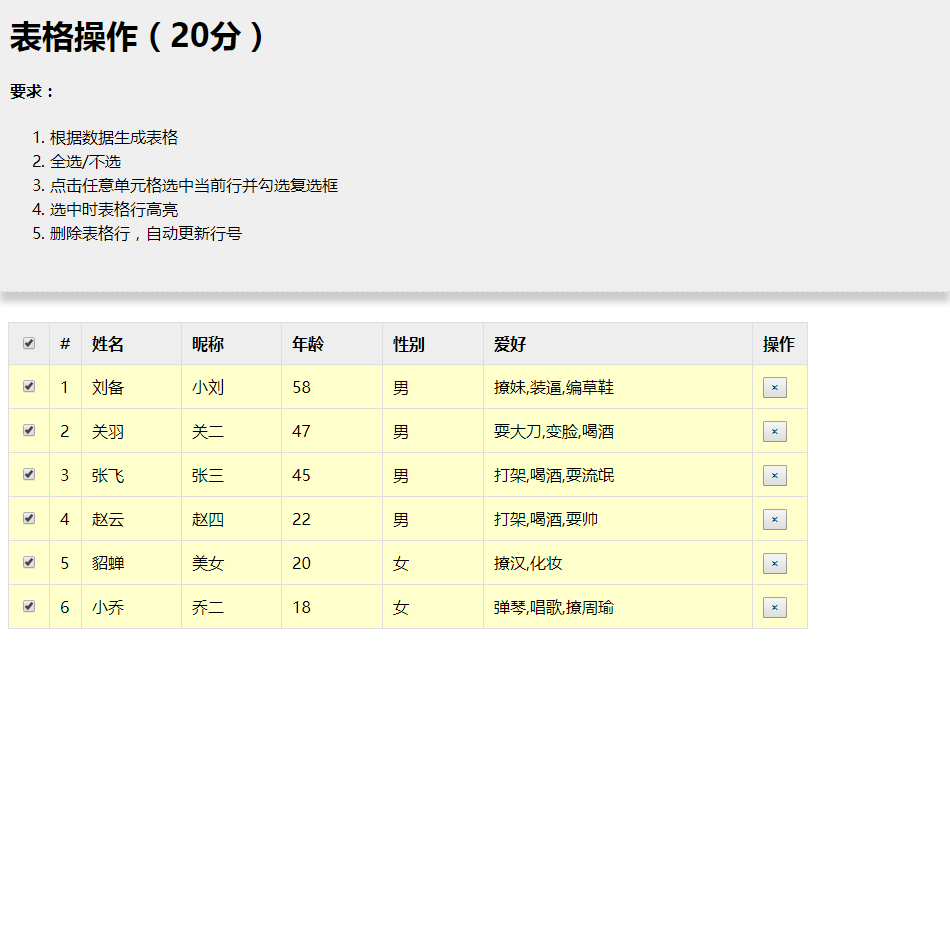 表格操作（20分）
要求：
1. 根据数据生成表格
2. 全选/不选
3. 点击任意单元格选中当前行并勾选复选框
4. 选中时表格行高亮
5. 删除表格行，自动更新行号
# 姓名 昵称 年龄 性别 爱好 操作
1 刘备 小刘 58 男 撩妹,装逼,编草鞋 ×
2 关羽 关二 47 男 耍大刀,变脸,喝酒 ×
3 张飞 张三 45 男 打架,喝酒,耍流氓 ×
4 赵云 赵四 22 男 打架,喝酒,耍帅 ×
5 貂蝉 美女 20 女 撩汉,化妆 ×
6 小乔 乔二 18 女 弹琴,唱歌,撩周瑜 ×